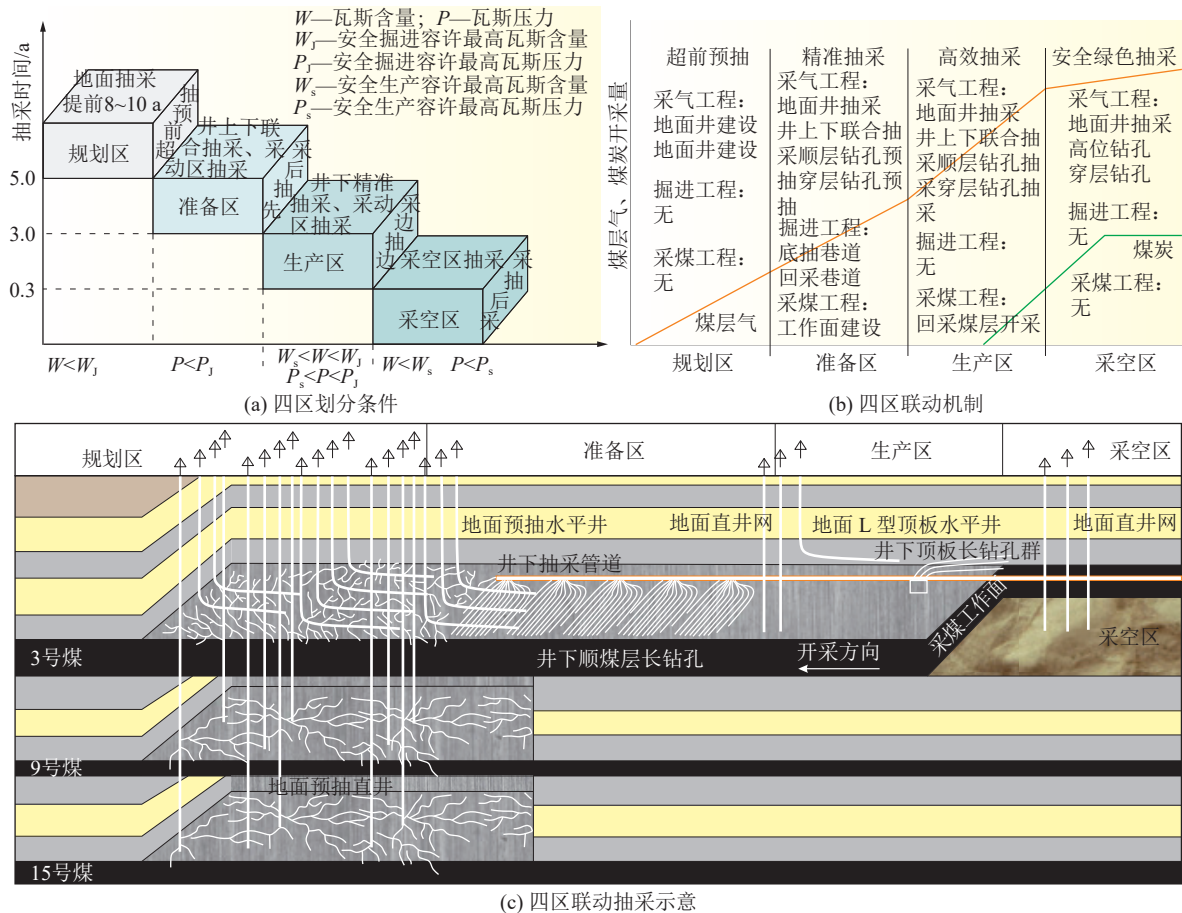 W—瓦斯含量；P—瓦斯压力
W_J—安全掘进容许最高瓦斯含量
P_J—安全掘进容许最高瓦斯压力
W_s—安全生产容许最高瓦斯含量
P_s—安全生产容许最高瓦斯压力
抽采时间/a
5.0
3.0
0.3
地面抽采
提前8~10 a
规划区
超前预抽
井上下联
合抽采、采
动区抽采
准备区
先抽后采
井下精准
抽采、采动
区抽采
生产区
边抽边采
采空区抽采
采空区
采后抽采
W<W_J
P<P_J
W_s<W<W_J
P_s<P<P_J
W<W_s
P<P_s
(a) 四区划分条件
煤层气、煤炭开采量
超前预抽
采气工程：
地面井建设
地面井建设
掘进工程：
无
采煤工程：
无
煤层气
规划区
精准抽采
采气工程：
地面井抽采
井上下联合抽
采顺层钻孔预
抽穿层钻孔预
抽
掘进工程：
底抽巷道
回采巷道
采煤工程：
工作面建设
准备区
高效抽采
采气工程：
地面井抽采
井上下联合抽
采顺层钻孔抽
采穿层钻孔抽
采
掘进工程：
无
采煤工程：
回采煤层开采
生产区
安全绿色抽采
采气工程：
地面井抽采
高位钻孔
穿层钻孔
掘进工程：
无
煤炭
采煤工程：
无
采空区
(b) 四区联动机制
规划区
准备区
生产区
采空区
地面预抽水平井
地面直井网
地面 L 型顶板水平井
地面直井网
井下顶板长钻孔群
井下抽采管道
采煤工作面
采空区
3号煤
井下顺煤层长钻孔
开采方向
9号煤
地面预抽直井
15号煤
(c) 四区联动抽采示意